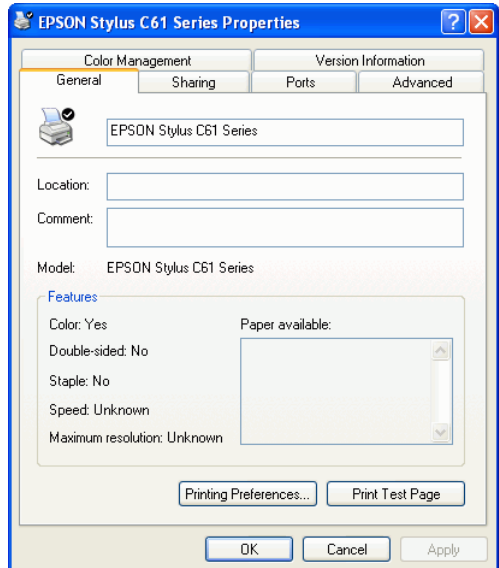 EPSON Stylus C61 Series Properties
Color Management Version Information
General Sharing Ports Advanced
EPSON Stylus C61 Series
Location:
Comment:
Model: EPSON Stylus C61 Series
Features
Color: Yes Paper available:
Double-sided: No
Staple: No
Speed: Unknown
Maximum resolution: Unknown
Printing Preferences... Print Test Page
OK Cancel Apply